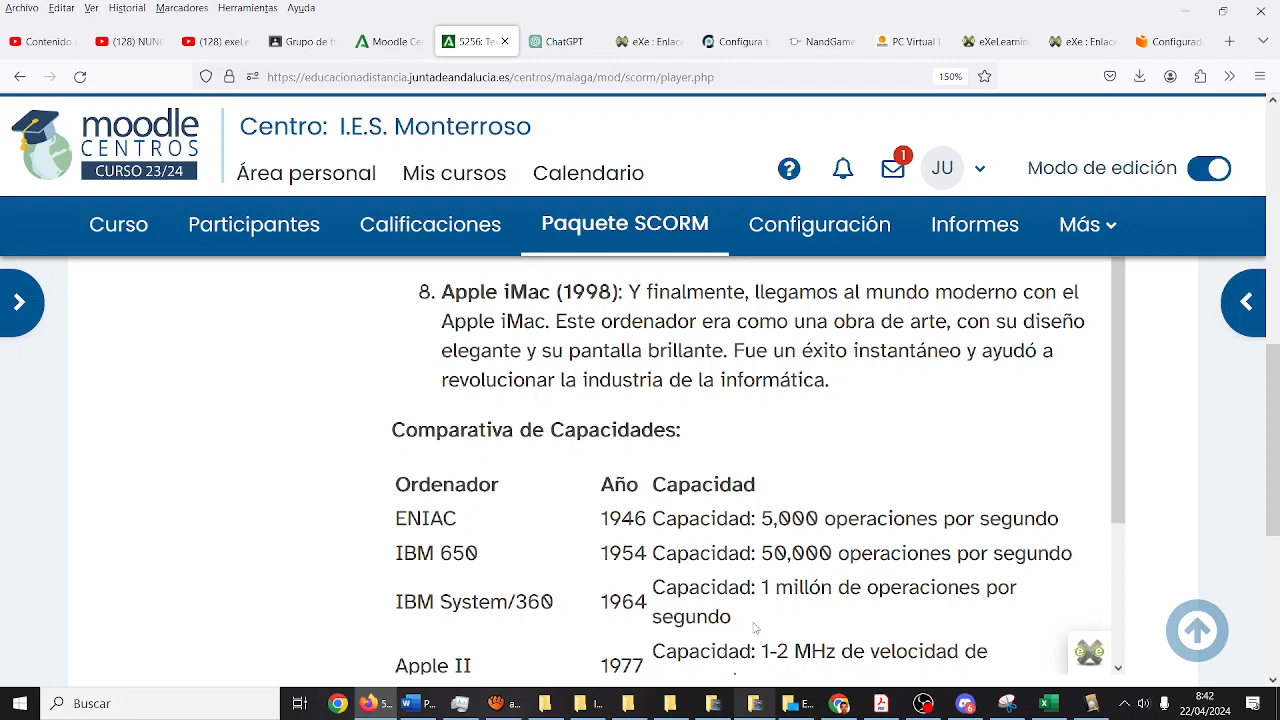 Archivo Editar Ver Historial Marcadores Herramientas Ayuda
Contenido (128) NUNC (128) exeLe Grupo de tr Moodle Ce 5256: Te ChatGPT eXe : Enlace Configura t NandGame PC Virtual L eXeLearnin eXe : Enlace Configurad
https://educacionadistancia.juntadeandalucia.es/centros/malaga/mod/scorm/player.php 150%
moodle
CENTROS
CURSO 23/24
Centro: I.E.S. Monterroso
Área personal Mis cursos Calendario
1
JU
Modo de edición
Curso Participantes Calificaciones Paquete SCORM Configuración Informes Más
8. Apple iMac (1998): Y finalmente, llegamos al mundo moderno con el
Apple iMac. Este ordenador era como una obra de arte, con su diseño
elegante y su pantalla brillante. Fue un éxito instantáneo y ayudó a
revolucionar la industria de la informática.
Comparativa de Capacidades:
Ordenador Año Capacidad
ENIAC 1946 Capacidad: 5,000 operaciones por segundo
IBM 650 1954 Capacidad: 50,000 operaciones por segundo
IBM System/360 1964 Capacidad: 1 millón de operaciones por
segundo
Apple II 1977 Capacidad: 1-2 MHz de velocidad de
Buscar
8:42
22/04/2024